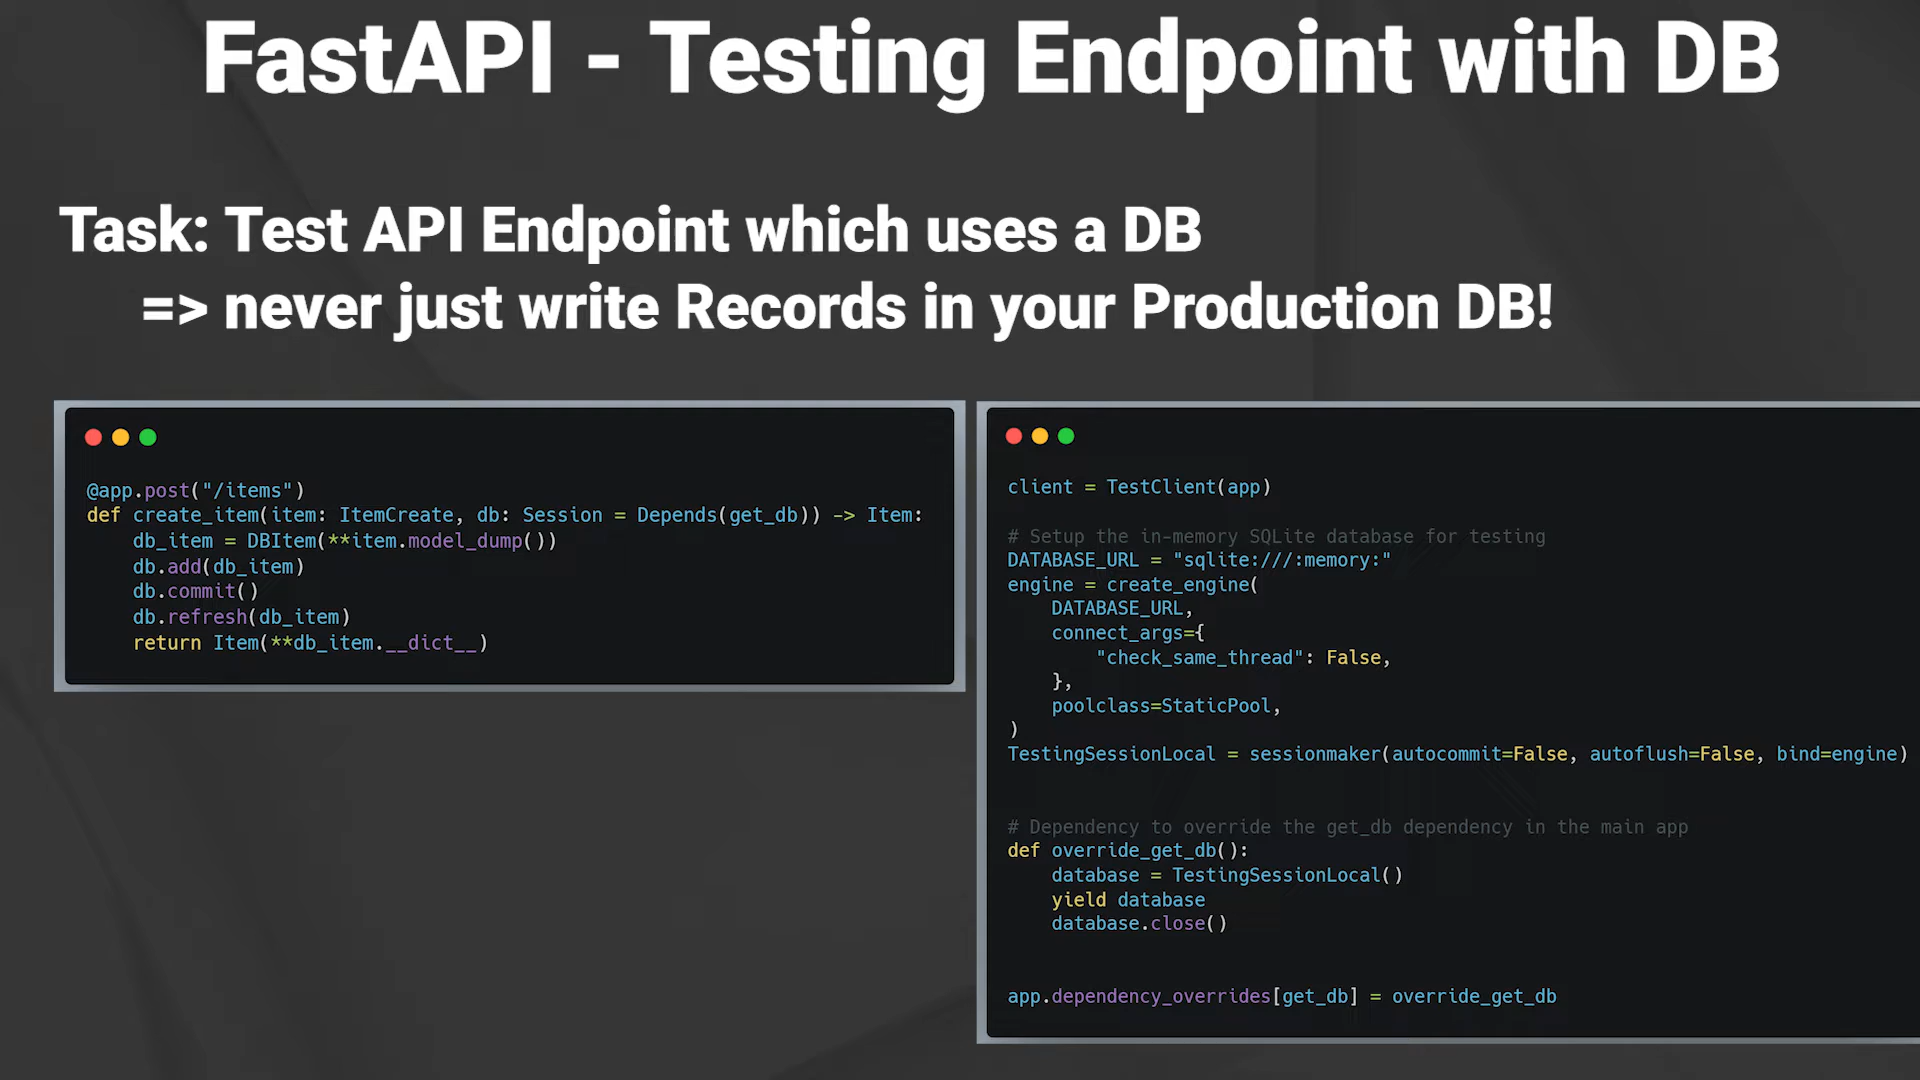 FastAPI - Testing Endpoint with DB
Task: Test API Endpoint which uses a DB
=> never just write Records in your Production DB!
@app.post("/items")
def create_item(item: ItemCreate, db: Session = Depends(get_db)) -> Item:
    db_item = DBItem(**item.model_dump())
    db.add(db_item)
    db.commit()
    db.refresh(db_item)
    return Item(**db_item.__dict__)
client = TestClient(app)
# Setup the in-memory SQLite database for testing
DATABASE_URL = "sqlite:///:memory:"
engine = create_engine(
    DATABASE_URL,
    connect_args={
        "check_same_thread": False,
    },
    poolclass=StaticPool,
)
TestingSessionLocal = sessionmaker(autocommit=False, autoflush=False, bind=engine)
# Dependency to override the get_db dependency in the main app
def override_get_db():
    database = TestingSessionLocal()
    yield database
    database.close()
app.dependency_overrides[get_db] = override_get_db